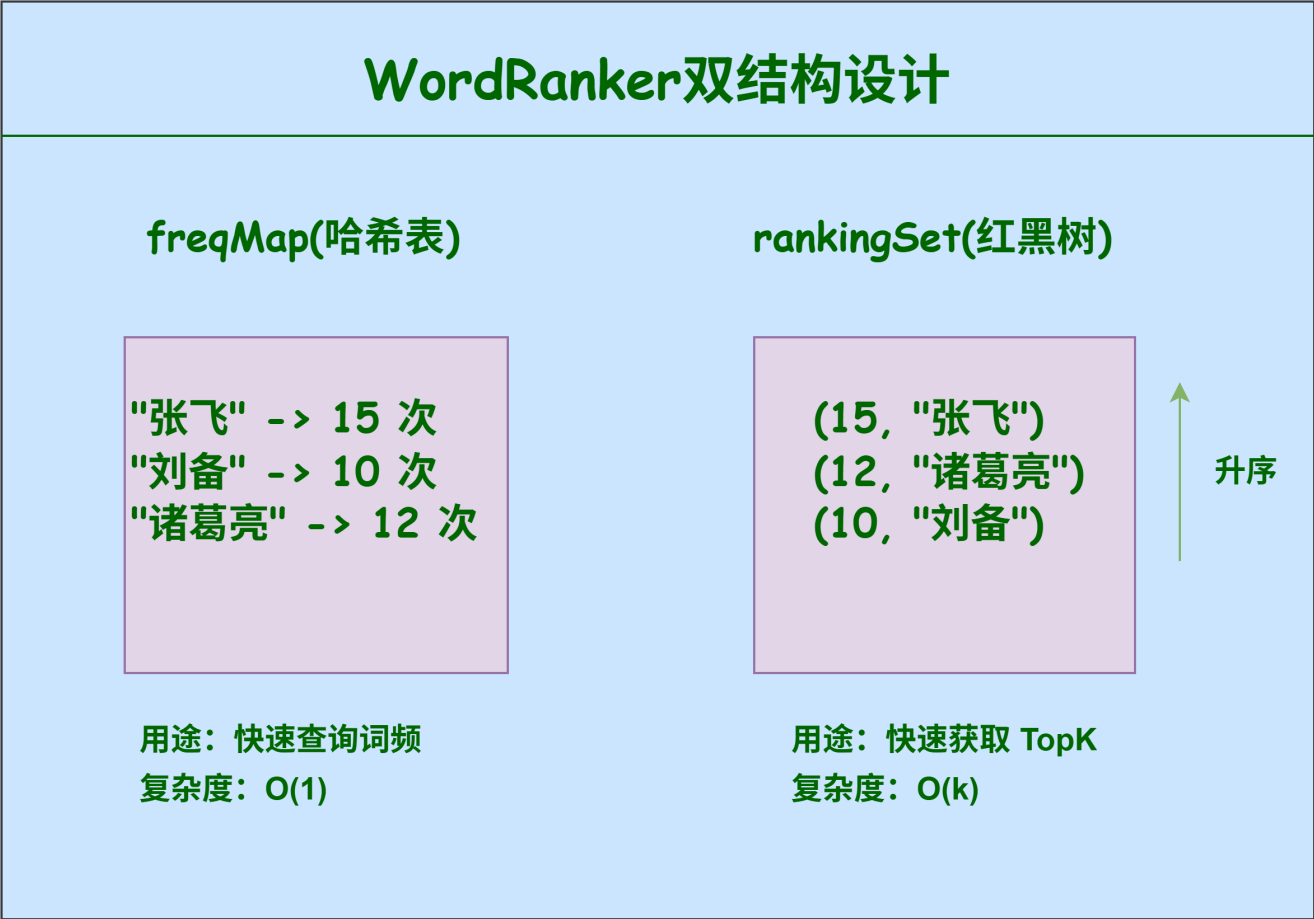 WordRanker双结构设计
freqMap(哈希表)
"张飞" -> 15 次
"刘备" -> 10 次
"诸葛亮" -> 12 次
用途：快速查询词频
复杂度：O(1)
rankingSet(红黑树)
(15, "张飞")
(12, "诸葛亮")
(10, "刘备")
升序
用途：快速获取 TopK
复杂度：O(k)